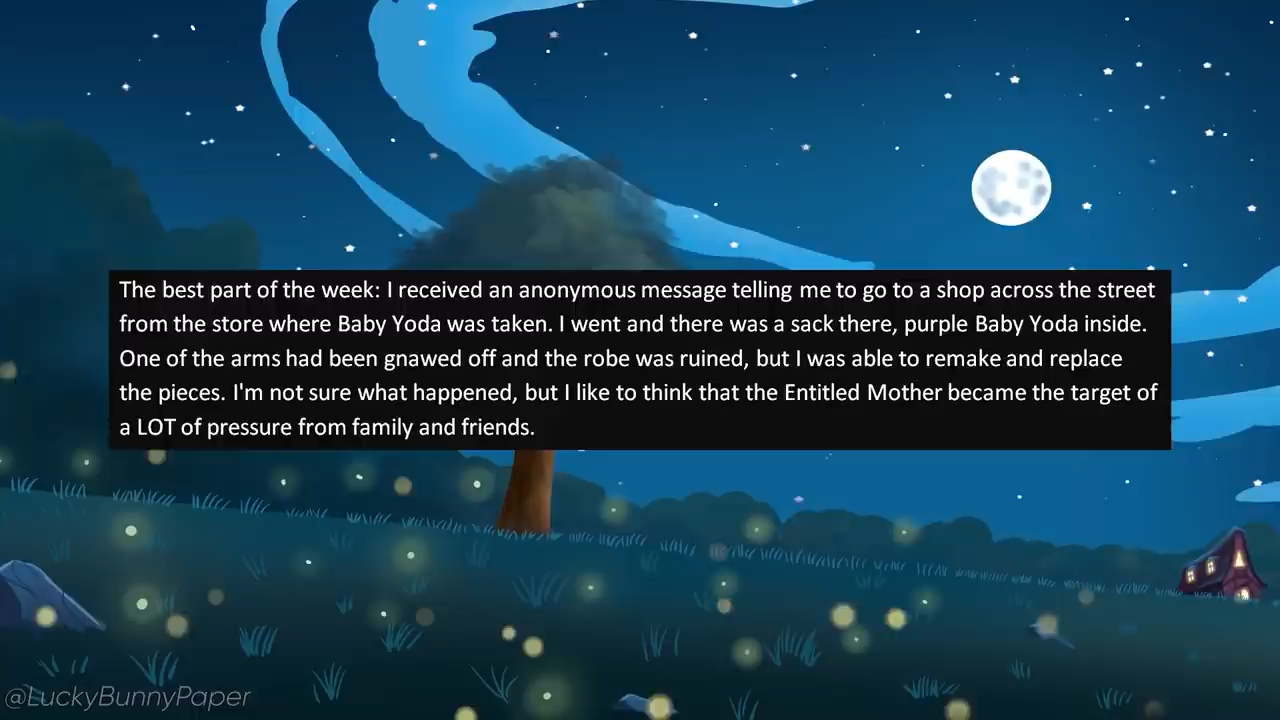 The best part of the week: I received an anonymous message telling me to go to a shop across the street
from the store where Baby Yoda was taken. I went and there was a sack there, purple Baby Yoda inside.
One of the arms had been gnawed off and the robe was ruined, but I was able to remake and replace
the pieces. I'm not sure what happened, but I like to think that the Entitled Mother became the target of
a LOT of pressure from family and friends.
@LuckyBunnyPaper